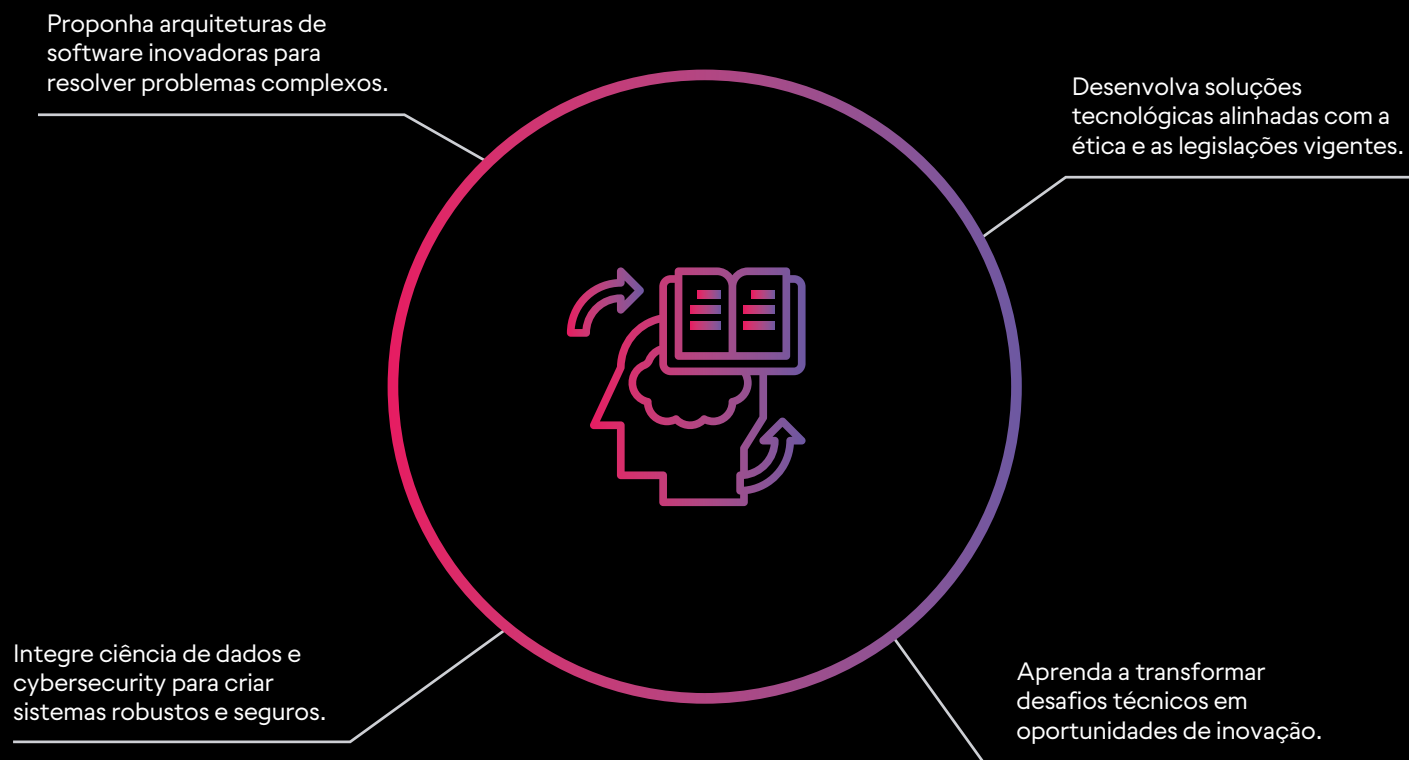 Proponha arquiteturas de
software inovadoras para
resolver problemas complexos.
Desenvolva soluções
tecnológicas alinhadas com a
ética e as legislações vigentes.
Integre ciência de dados e
cybersecurity para criar
sistemas robustos e seguros.
Aprenda a transformar
desafios técnicos em
oportunidades de inovação.